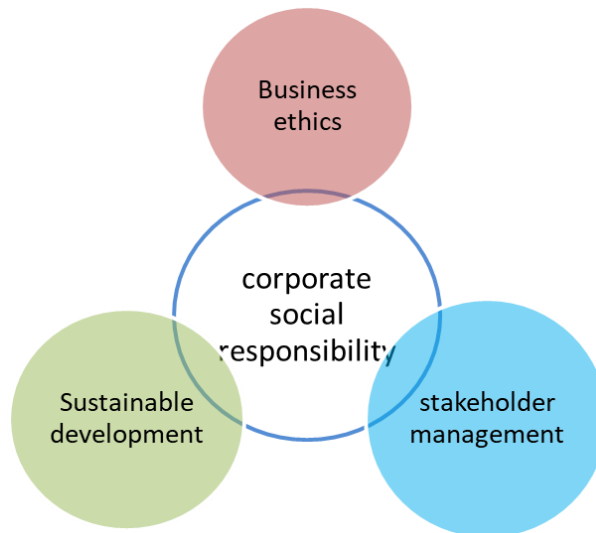 Business
ethics
corporate
social
responsibility
Sustainable
development
stakeholder
management